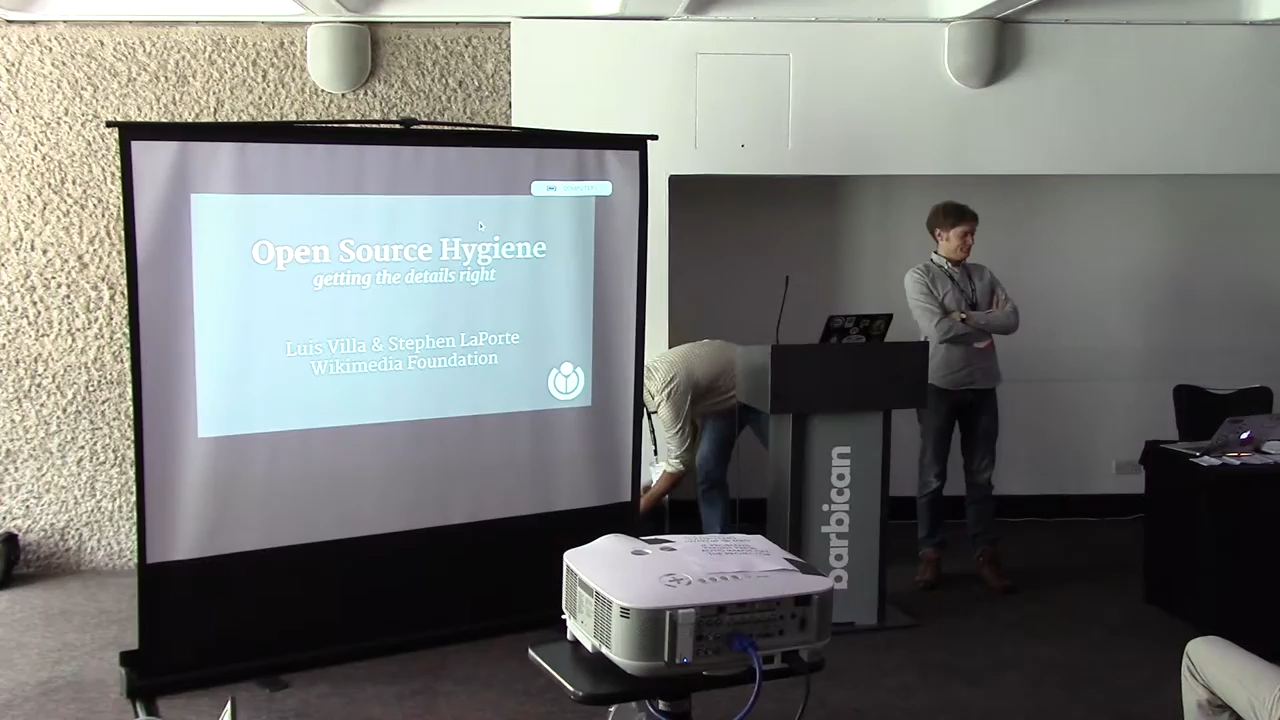 Open Source Hygiene
getting the details right
Luis Villa & Stephen LaPorte
Wikimedia Foundation
barbican